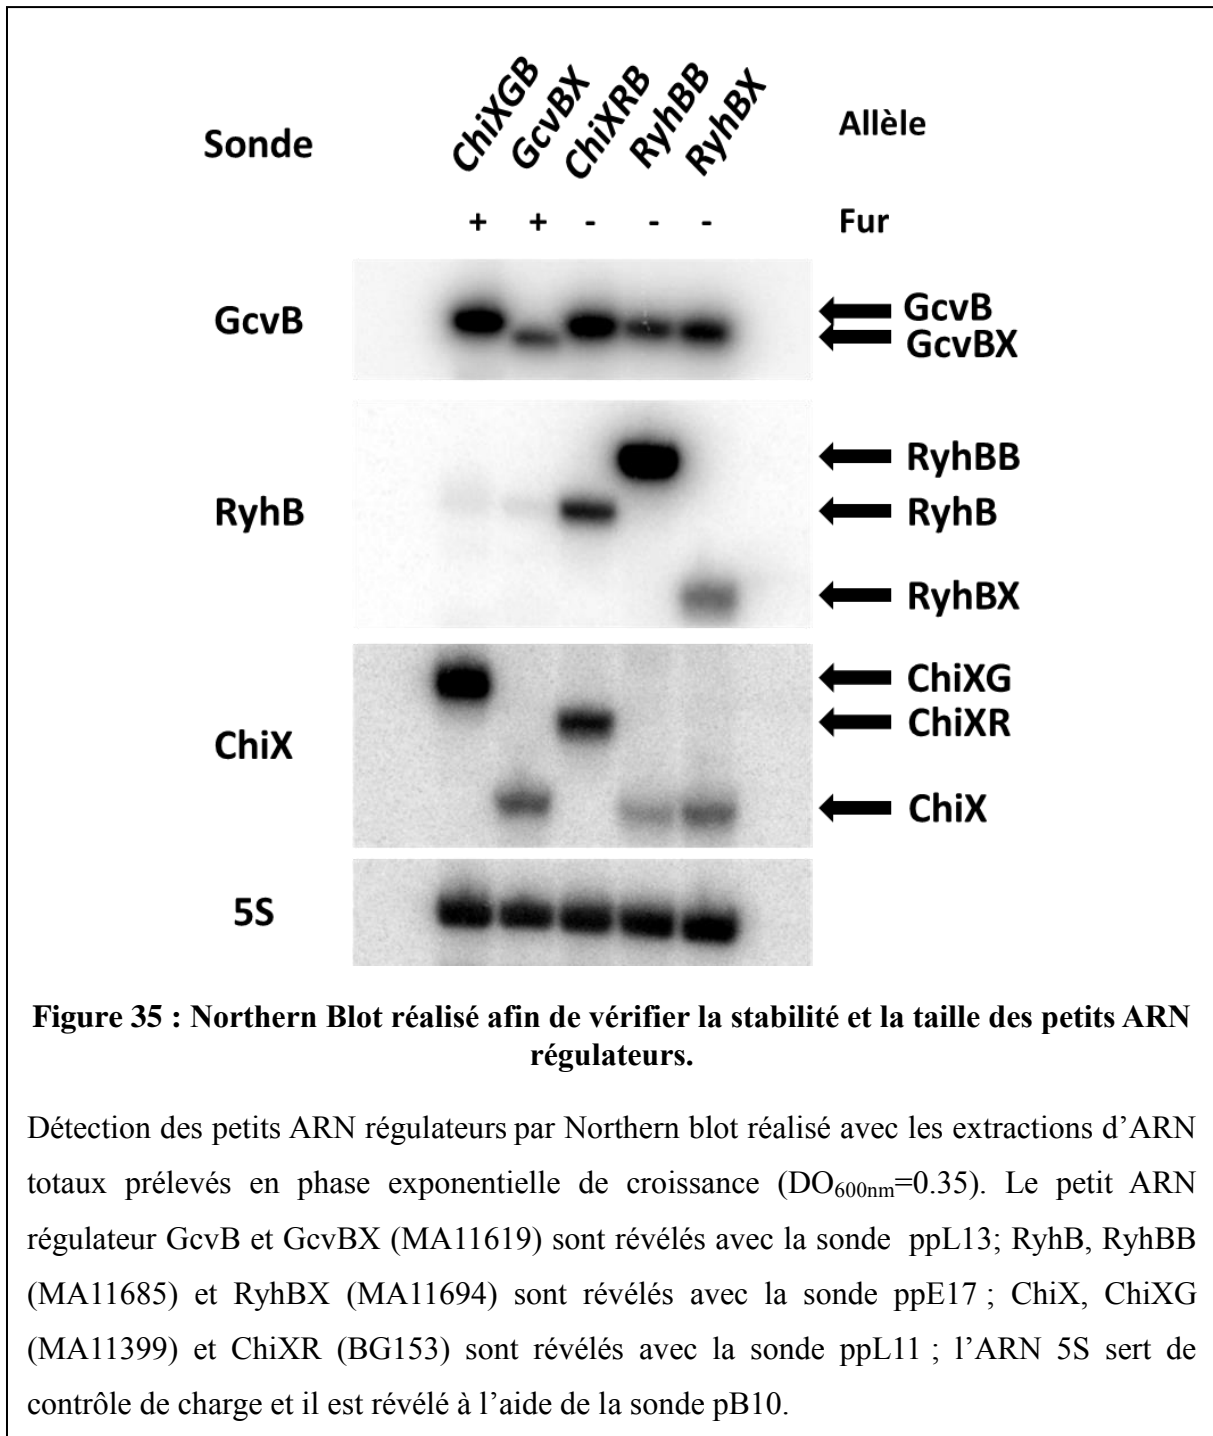 Sonde ChiXGB GcvBX ChiXRB RyhBB RyhBX Allèle
+ + - - - Fur
GcvB GcvB
GcvBX
RyhBB
RyhB RyhB
RyhBX
ChiXG
ChiXR
ChiX
ChiX
5S
Figure 35 : Northern Blot réalisé afin de vérifier la stabilité et la taille des petits ARN
régulateurs.
Détection des petits ARN régulateurs par Northern blot réalisé avec les extractions d’ARN
totaux prélevés en phase exponentielle de croissance (DO600nm=0.35). Le petit ARN
régulateur GcvB et GcvBX (MA11619) sont révélés avec la sonde ppL13; RyhB, RyhBB
(MA11685) et RyhBX (MA11694) sont révélés avec la sonde ppE17 ; ChiX, ChiXG
(MA11399) et ChiXR (BG153) sont révélés avec la sonde ppL11 ; l’ARN 5S sert de
contrôle de charge et il est révélé à l’aide de la sonde pB10.